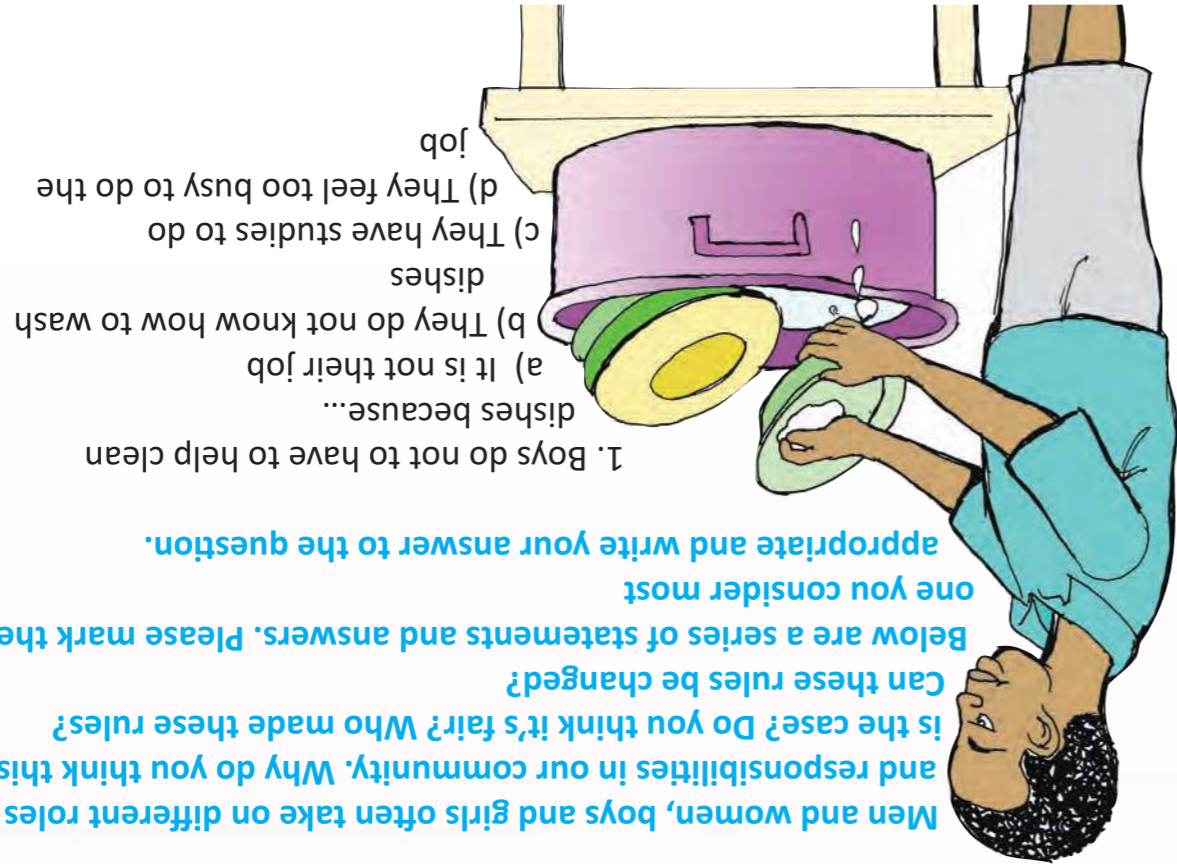 Men and women, boys and girls often take on different roles
and responsibilities in our community. Why do you think this
is the case? Do you think it's fair? Who made these rules?
Can these rules be changed?
Below are a series of statements and answers. Please mark the
one you consider most
appropriate and write your answer to the question.
1. Boys do not to have to help clean
dishes because...
a) It is not their job
b) They do not know how to wash
dishes
c) They have studies to do
d) They feel too busy to do the
job